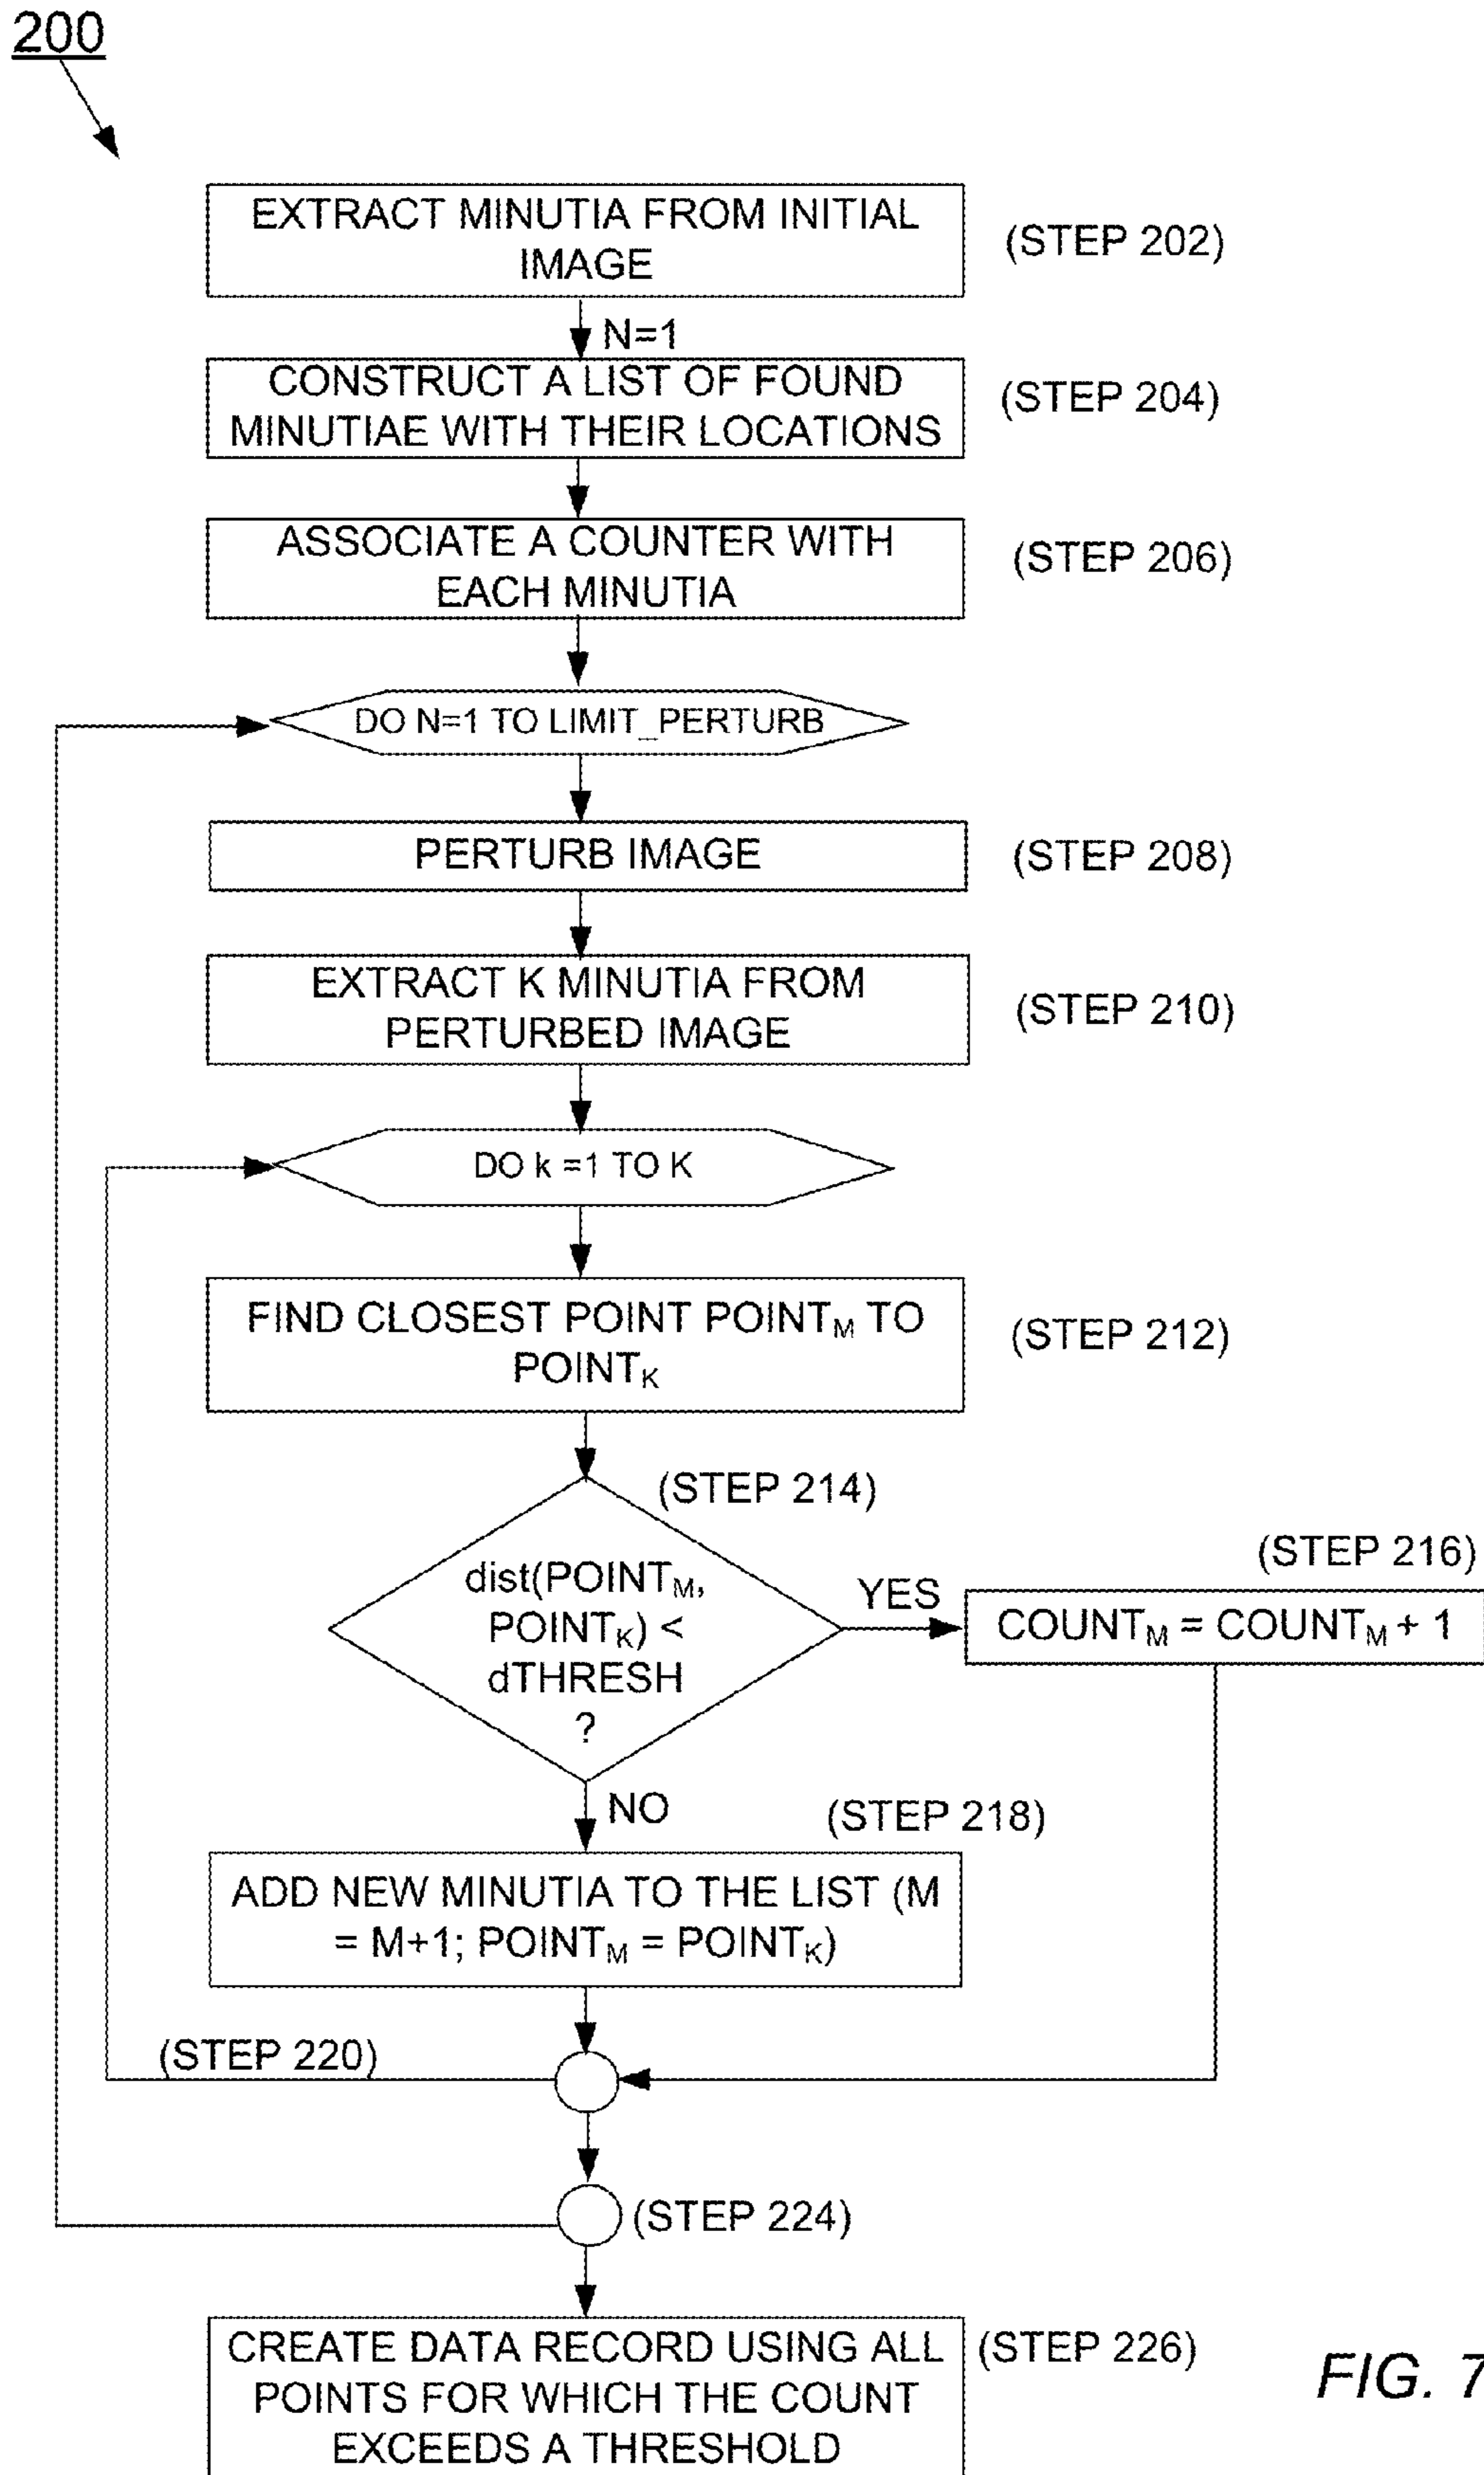 200
EXTRACT MINUTIA FROM INITIAL
IMAGE
(STEP 202)
N=1
CONSTRUCT A LIST OF FOUND
MINUTIAE WITH THEIR LOCATIONS
(STEP 204)
ASSOCIATE A COUNTER WITH
EACH MINUTIA
(STEP 206)
DO N=1 TO LIMIT_PERTURB
PERTURB IMAGE
(STEP 208)
EXTRACT K MINUTIA FROM
PERTURBED IMAGE
(STEP 210)
DO k =1 TO K
FIND CLOSEST POINT POINTM TO
POINTK
(STEP 212)
(STEP 214)
dist(POINTM,
POINTK) <
dTHRESH
?
YES
(STEP 216)
COUNTM = COUNTM + 1
NO
(STEP 218)
ADD NEW MINUTIA TO THE LIST (M
= M+1; POINTM = POINTK)
(STEP 220)
(STEP 224)
CREATE DATA RECORD USING ALL
POINTS FOR WHICH THE COUNT
EXCEEDS A THRESHOLD
(STEP 226)
FIG. 7